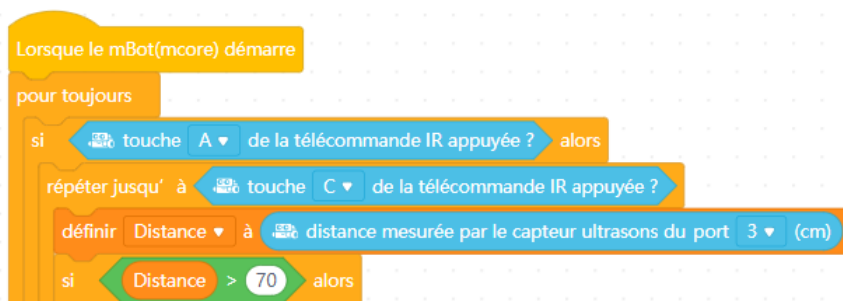 Lorsque le mBot(mcore) démarre
pour toujours
si touche A de la télécommande IR appuyée ? alors
répéter jusqu' à touche C de la télécommande IR appuyée ?
définir Distance à distance mesurée par le capteur ultrasons du port 3 (cm)
si Distance > 70 alors